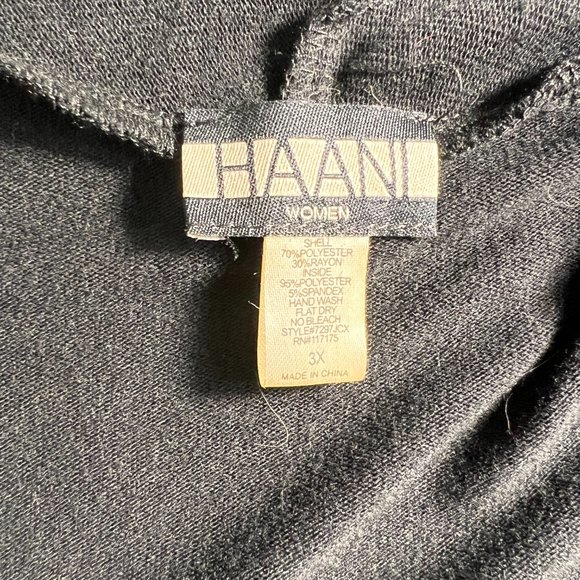 HAANI
WOMEN
SHELL
70%POLYESTER
30%RAYON
INSIDE
95%POLYESTER
5%SPANDEX
HAND WASH
FLAT DRY
NO BLEACH
STYLE#7297JCX
RN#117175
3X
MADE IN CHINA